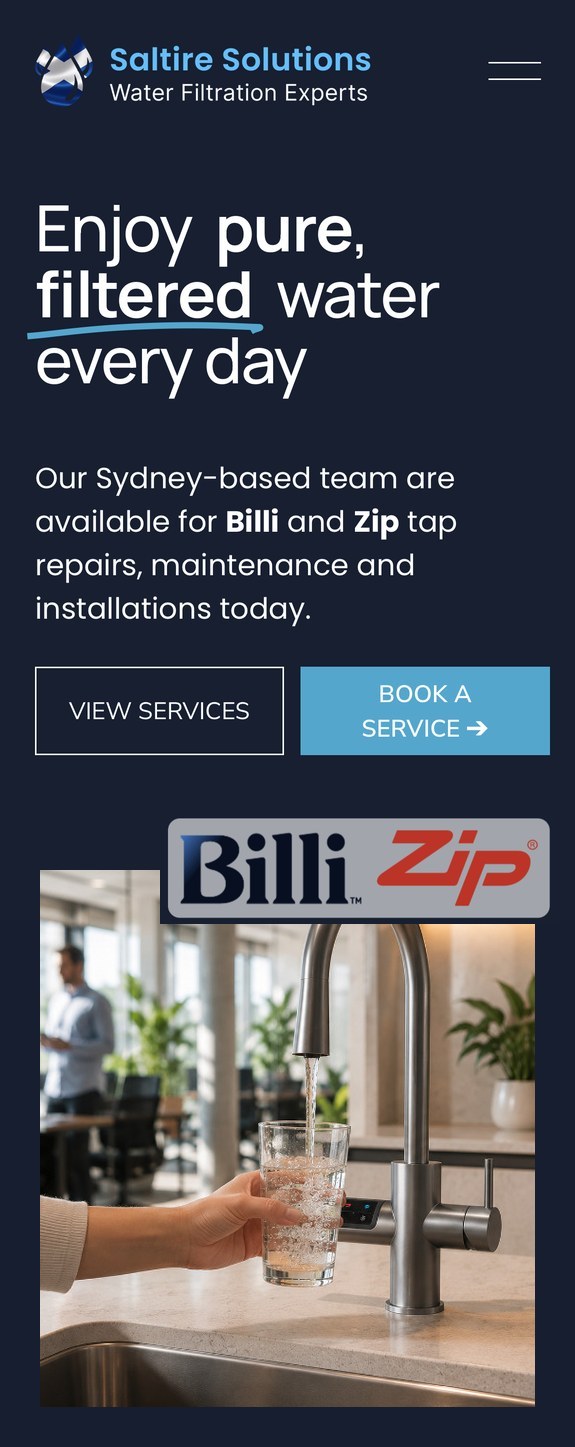 Saltire Solutions
Water Filtration Experts
Enjoy pure,
filtered water
every day
Our Sydney-based team are
available for Billi and Zip tap
repairs, maintenance and
installations today.
VIEW SERVICES
BOOK A
SERVICE ➔
Billi™ Zip®